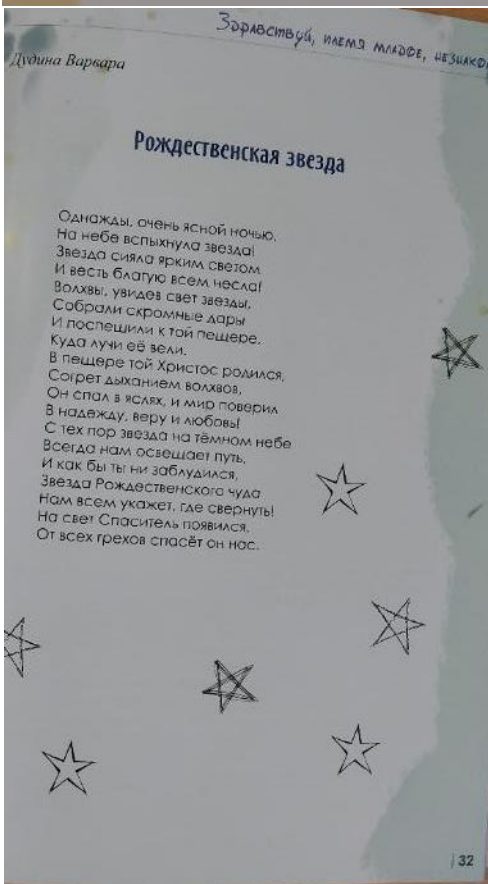 Здравствуй, племя младое, незнако
Дудина Варвара
Рождественская звезда
Однажды, очень ясной ночью,
На небе вспыхнула звезда!
Звезда сияла ярким светом
И весть благую всем несла!
Волхвы, увидев свет звезды,
Собрали скромные дары
И поспешили к той пещере,
Куда лучи её вели.
В пещере той Христос родился,
Согрет дыханием волхвов,
Он спал в яслях, и мир поверил
В надежду, веру и любовь!
С тех пор звезда на тёмном небе
Всегда нам освещает путь,
И как бы ты ни заблудился,
Звезда Рождественского чуда
Нам всем укажет, где свернуть!
На свет Спаситель появился,
От всех грехов спасёт он нас.
32